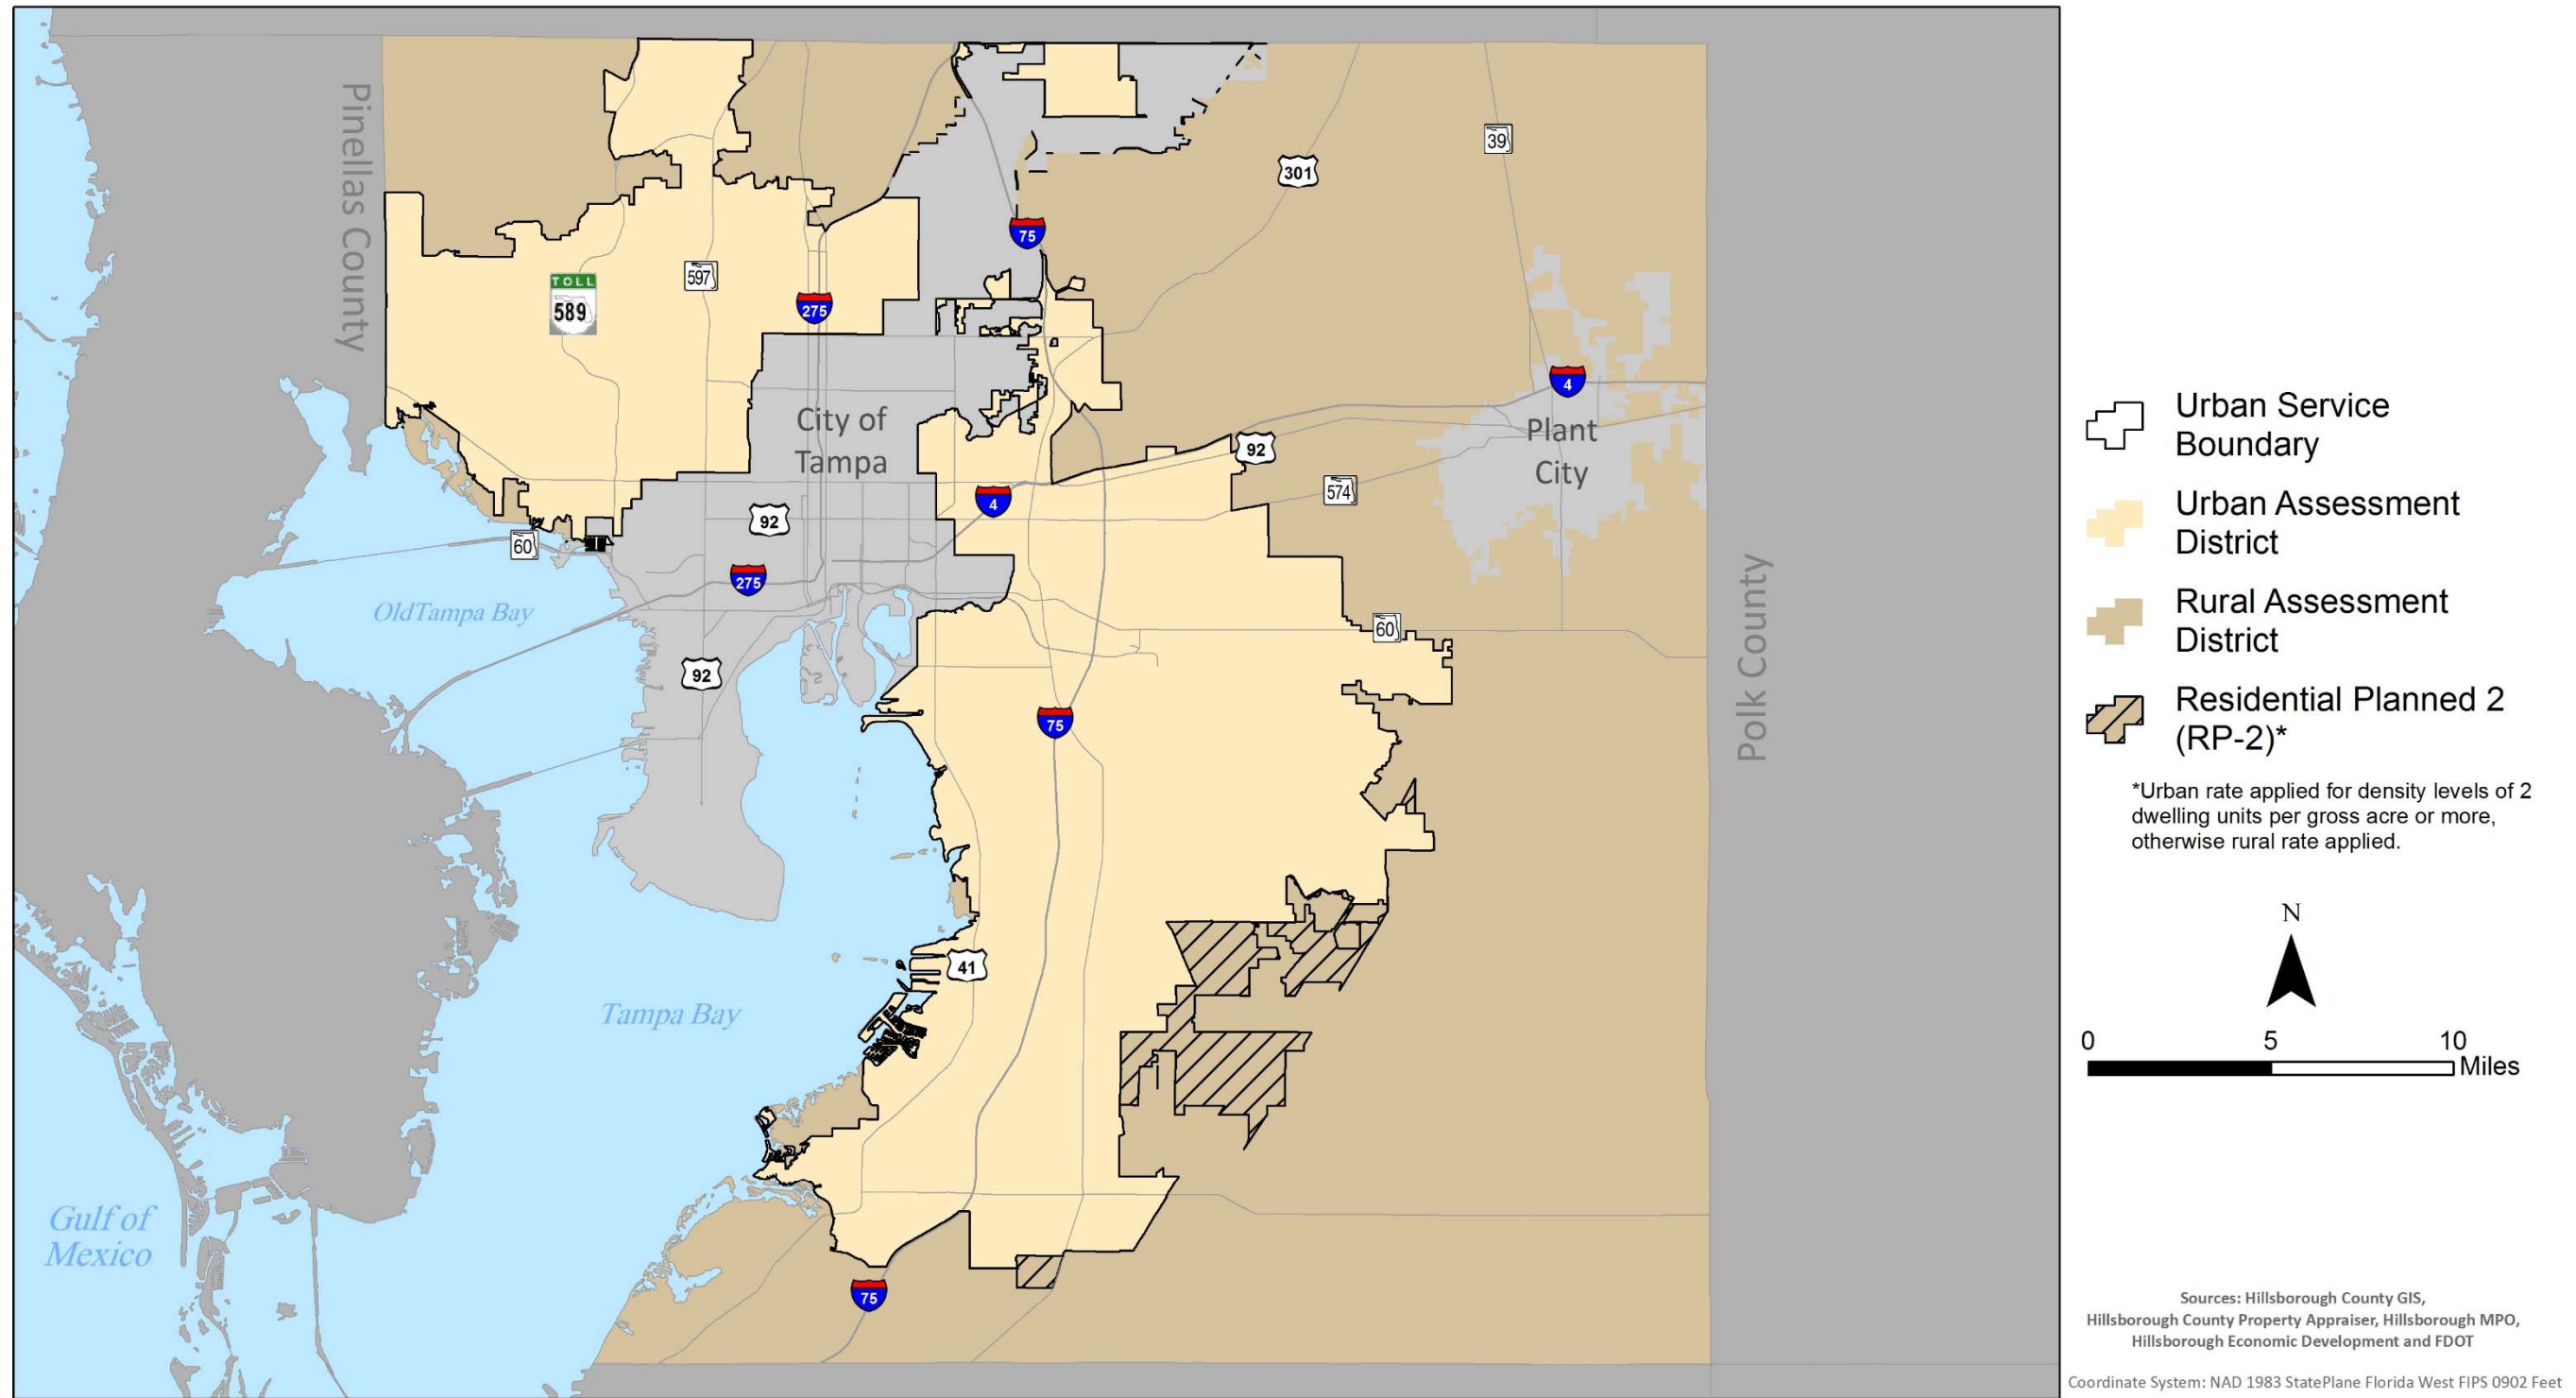 Pinellas County
301
39
75
TOLL
589
597
275
4
City of
Tampa
Plant
City
92
574
4
92
60
275
OldTampa Bay
60
92
75
Polk County
41
Tampa Bay
Gulf of
Mexico
75
Urban Service
Boundary
Urban Assessment
District
Rural Assessment
District
Residential Planned 2
(RP-2)*
*Urban rate applied for density levels of 2
dwelling units per gross acre or more,
otherwise rural rate applied.
N
0 5 10
Miles
Sources: Hillsborough County GIS,
Hillsborough County Property Appraiser, Hillsborough MPO,
Hillsborough Economic Development and FDOT
Coordinate System: NAD 1983 StatePlane Florida West FIPS 0902 Feet